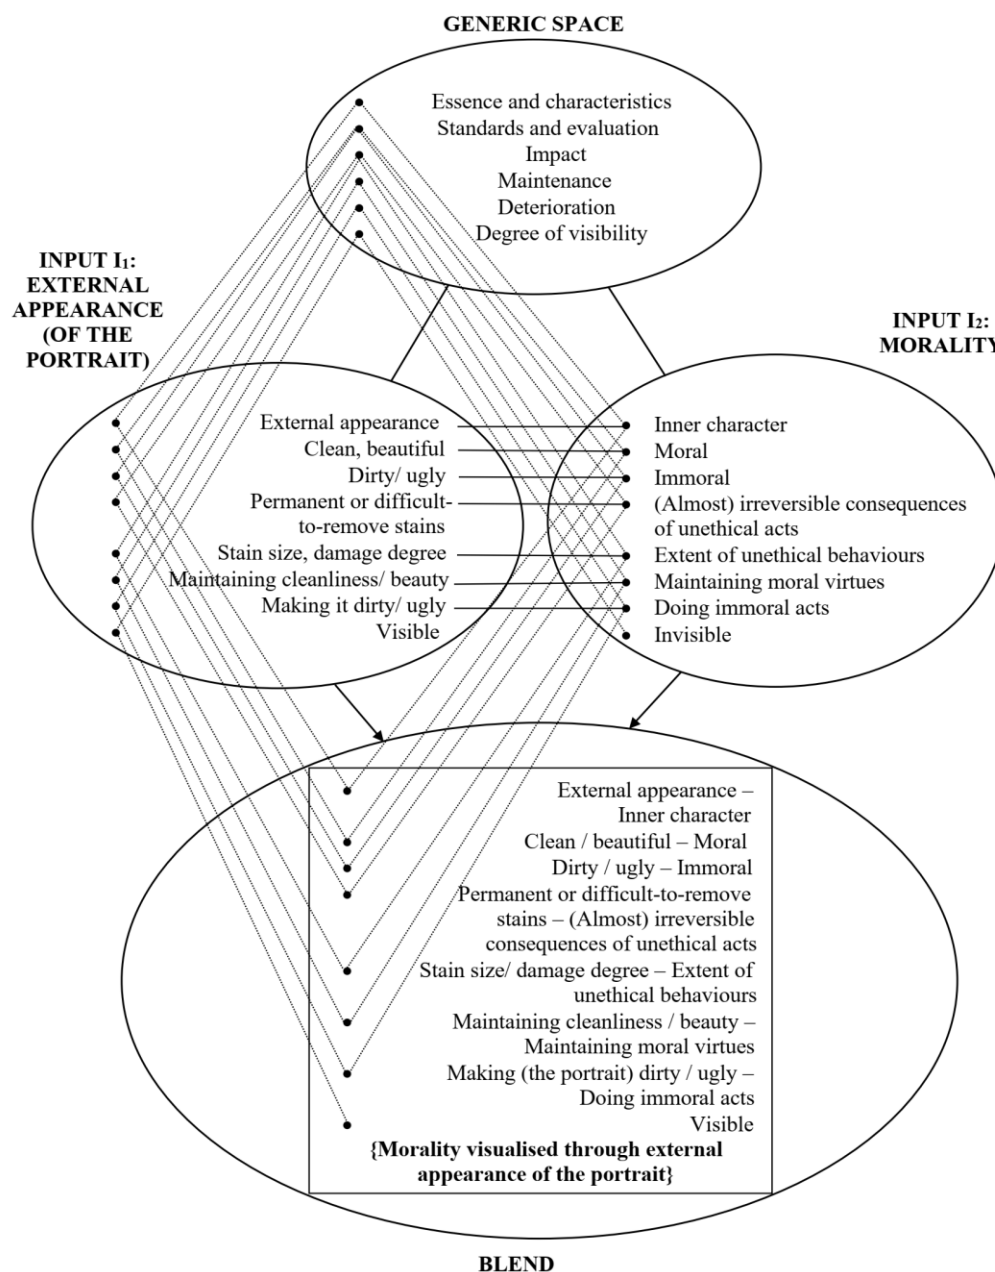 GENERIC SPACE
Essence and characteristics
Standards and evaluation
Impact
Maintenance
Deterioration
Degree of visibility
INPUT I₁:
EXTERNAL
APPEARANCE
(OF THE
PORTRAIT)
INPUT I₂:
MORALITY
External appearance
Clean, beautiful
Dirty/ ugly
Permanent or difficult-
to-remove stains
Stain size, damage degree
Maintaining cleanliness/ beauty
Making it dirty/ ugly
Visible
Inner character
Moral
Immoral
(Almost) irreversible consequences
of unethical acts
Extent of unethical behaviours
Maintaining moral virtues
Doing immoral acts
Invisible
External appearance –
Inner character
Clean / beautiful – Moral
Dirty / ugly – Immoral
Permanent or difficult-to-remove
stains – (Almost) irreversible
consequences of unethical acts
Stain size/ damage degree – Extent of
unethical behaviours
Maintaining cleanliness / beauty –
Maintaining moral virtues
Making (the portrait) dirty / ugly –
Doing immoral acts
Visible
{Morality visualised through external
appearance of the portrait}
BLEND